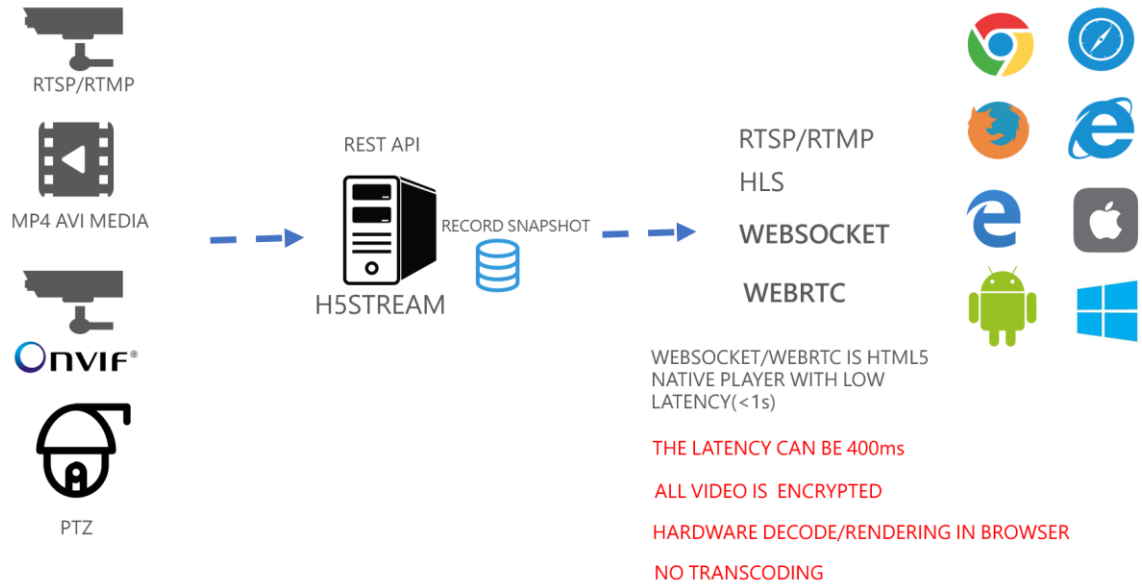 RTSP/RTMP
MP4 AVI MEDIA
ONVIF®
PTZ
REST API
RECORD SNAPSHOT
H5STREAM
RTSP/RTMP
HLS
WEBSOCKET
WEBRTC
WEBSOCKET/WEBRTC IS HTML5
NATIVE PLAYER WITH LOW
LATENCY(<1s)
THE LATENCY CAN BE 400ms
ALL VIDEO IS ENCRYPTED
HARDWARE DECODE/RENDERING IN BROWSER
NO TRANSCODING